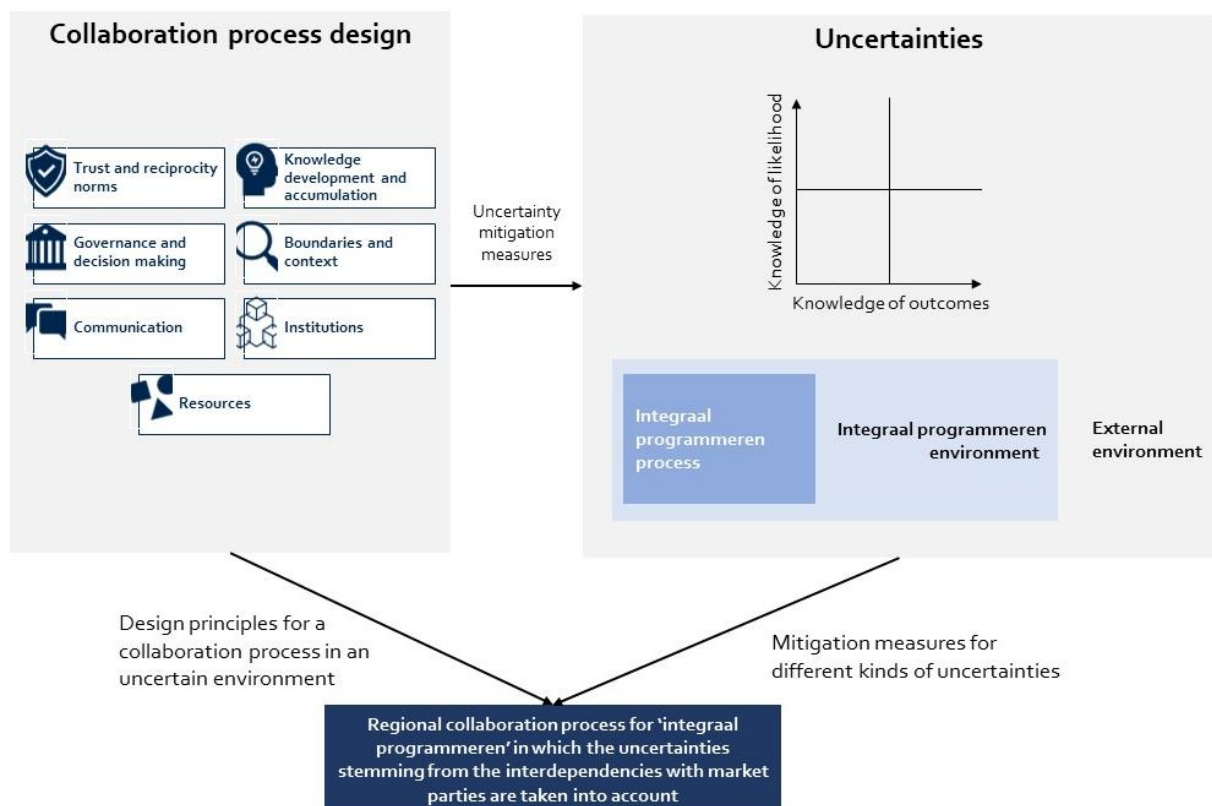 Collaboration process design
Trust and reciprocity
norms
Knowledge
development and
accumulation
Governance and
decision making
Boundaries and
context
Communication
Institutions
Resources
Uncertainty
mitigation
measures
Uncertainties
Knowledge of likelihood
Knowledge of outcomes
Integraal
programmeren
process
Integraal programmeren
environment
External
environment
Design principles for a
collaboration process in an
uncertain environment
Mitigation measures for
different kinds of uncertainties
Regional collaboration process for ‘integraal
programmeren’ in which the uncertainties
stemming from the interdependencies with market
parties are taken into account